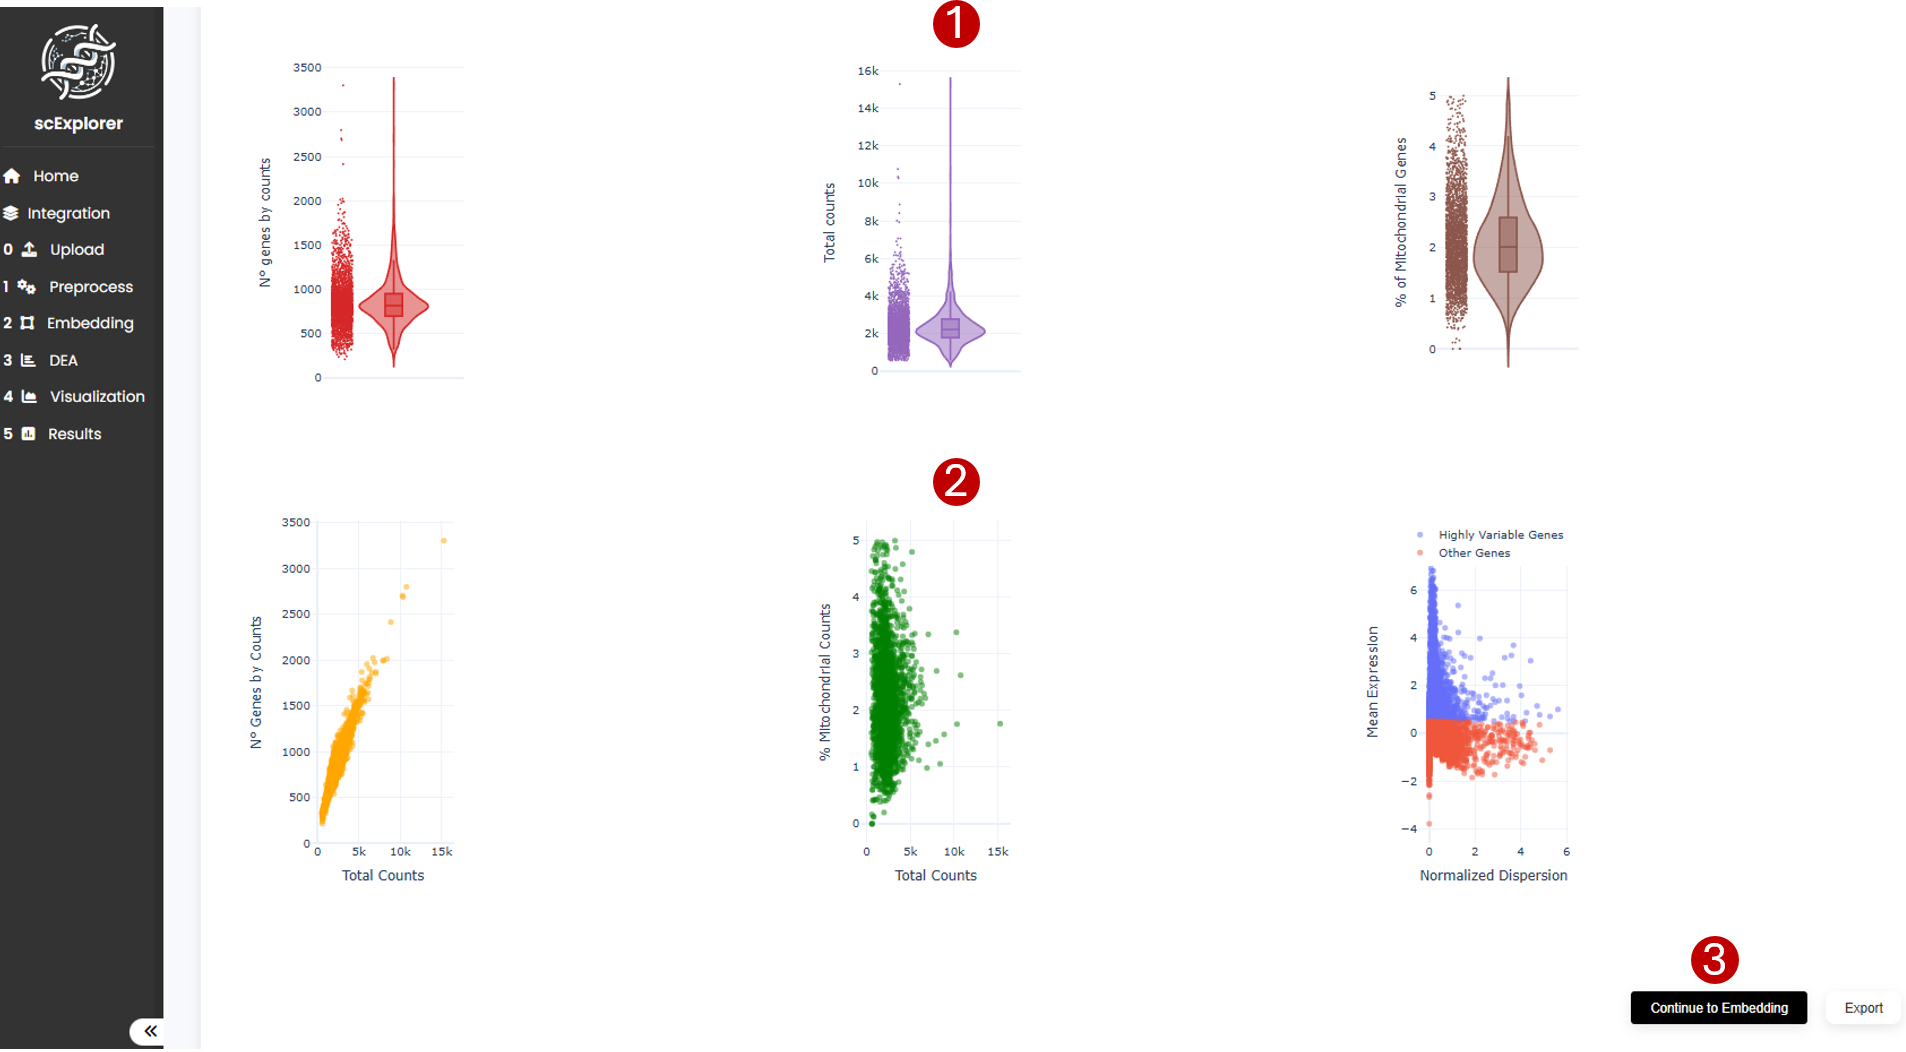 scExplorer
Home
Integration
0 Upload
1 Preprocess
2 Embedding
3 DEA
4 Visualization
5 Results
1
3500
3000
2500
2000
1500
1000
500
0
N° genes by counts
16k
14k
12k
10k
8k
6k
4k
2k
0
Total counts
5
4
3
2
1
0
% of Mitochondrial Genes
2
3500
3000
2500
2000
1500
1000
500
0
N° Genes by Counts
0 5k 10k 15k
Total Counts
5
4
3
2
1
0
% Mitochondrial Counts
0 5k 10k 15k
Total Counts
Highly Variable Genes
Other Genes
6
4
2
0
−2
−4
Mean Expression
0 2 4 6
Normalized Dispersion
3
Continue to Embedding
Export